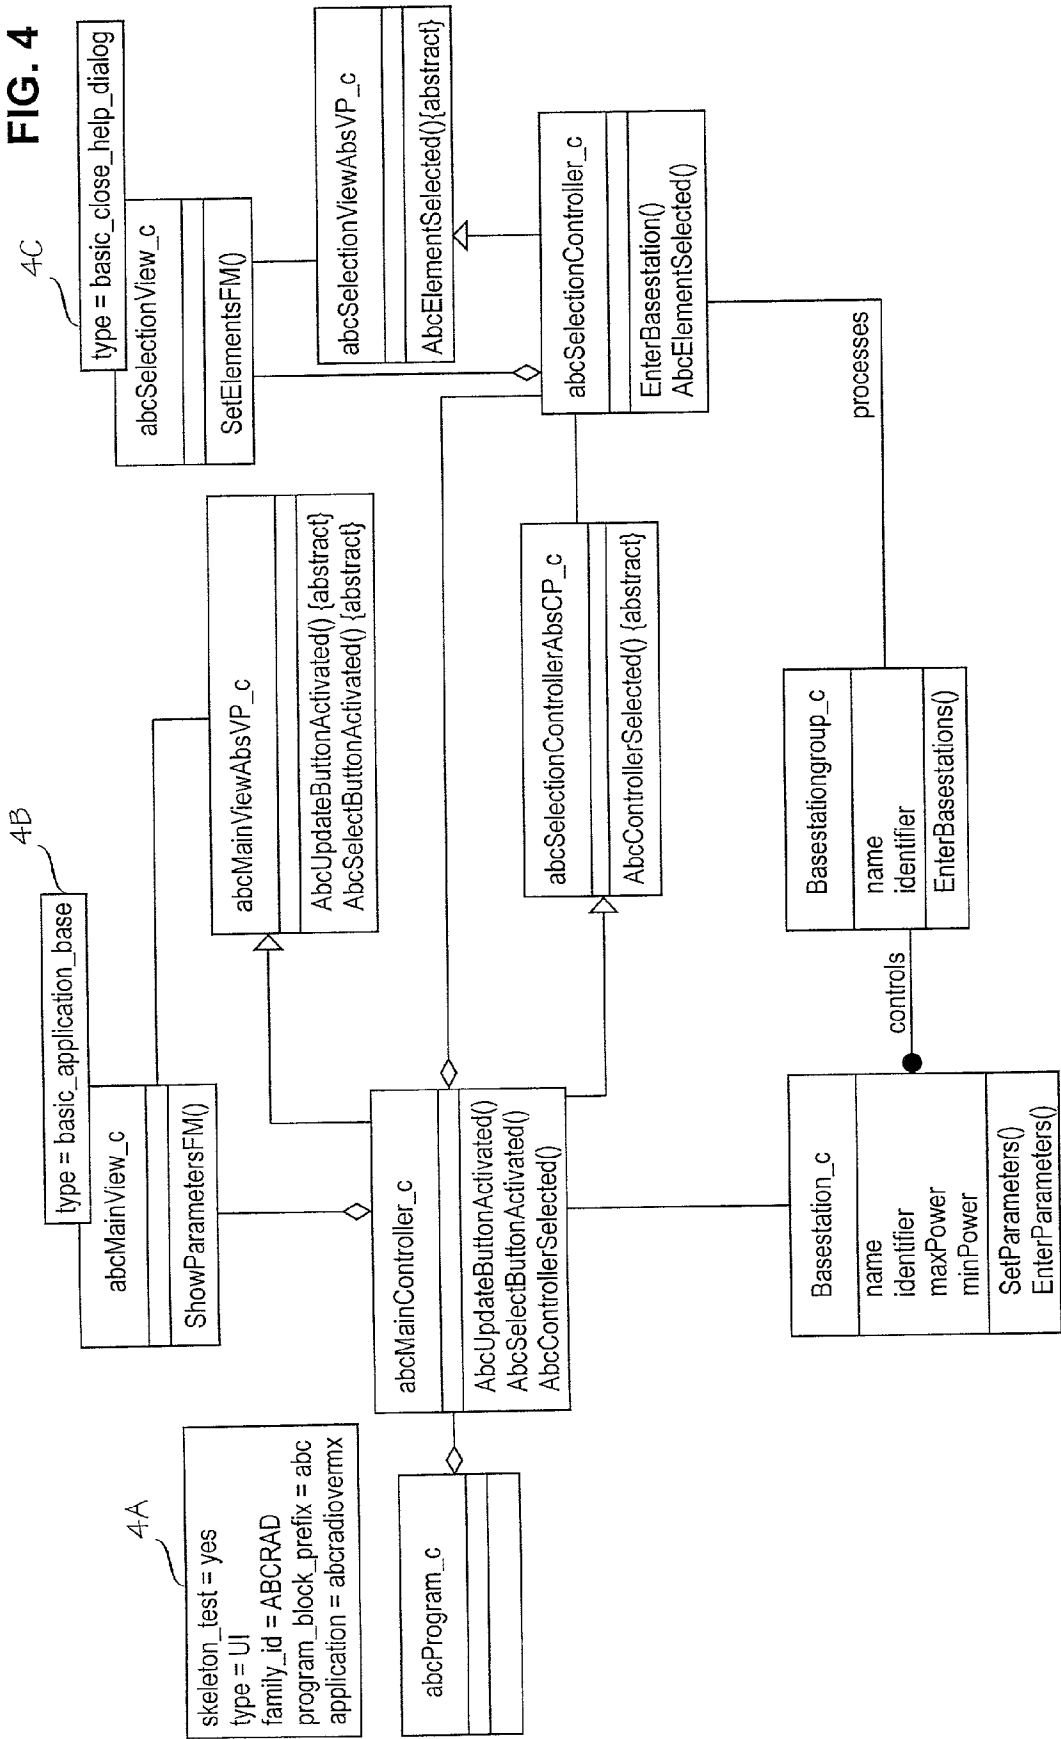 FIG. 4
4A
skeleton_test = yes
type = UI
family_id = ABCRAD
program_block_prefix = abc
application = abcradiovermx
abcProgram_c
4B
type = basic_application_base
abcMainView_c
ShowParametersFM()
abcMainController_c
AbcUpdateButtonActivated()
AbcSelectButtonActivated()
AbcControllerSelected()
Basestation_c
name
identifier
maxPower
minPower
SetParameters()
EnterParameters()
abcMainViewAbsVP_c
AbcUpdateButtonActivated() {abstract}
AbcSelectButtonActivated() {abstract}
abcSelectionControllerAbsCP_c
AbcControllerSelected() {abstract}
controls
Basestationgroup_c
name
identifier
EnterBasestations()
4C
type = basic_close_help_dialog
abcSelectionView_c
SetElementsFM()
abcSelectionViewAbsVP_c
AbcElementSelected(){abstract}
abcSelectionController_c
EnterBasestation()
AbcElementSelected()
processes